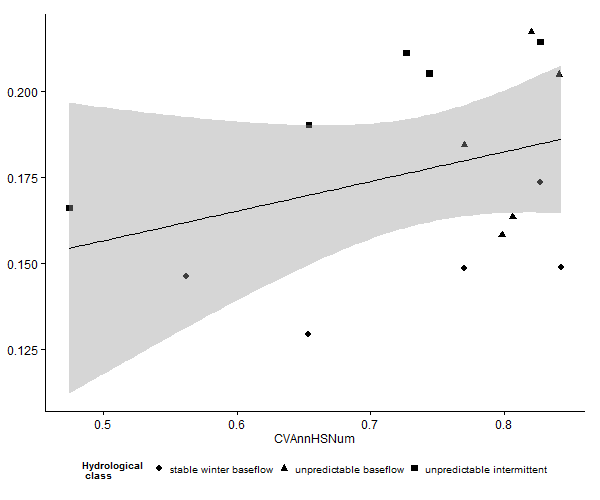 0.200
0.175
0.150
0.125
0.5 0.6 0.7 0.8
CVAnnHSNum
Hydrological
class
stable winter baseflow unpredictable baseflow unpredictable intermittent